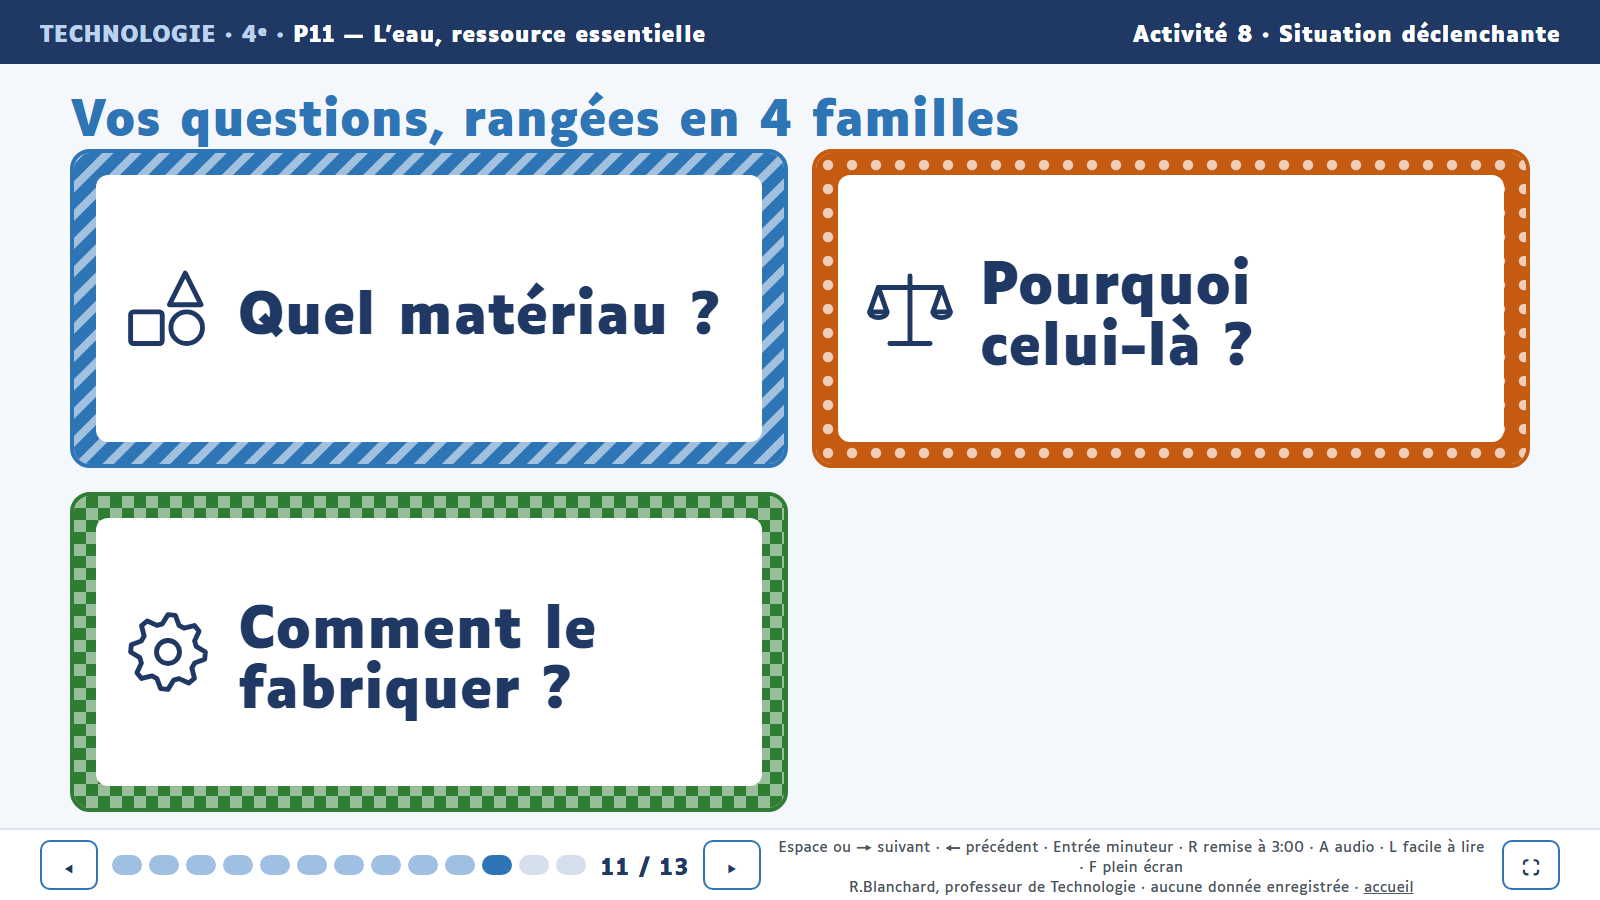 TECHNOLOGIE · 4ᵉ · P11 — L’eau, ressource essentielle
Activité 8 · Situation déclenchante
Vos questions, rangées en 4 familles
Quel matériau ?
Pourquoi
celui-là ?
Comment le
fabriquer ?
11 / 13
Espace ou → suivant · ← précédent · Entrée minuteur · R remise à 3:00 · A audio · L facile à lire
· F plein écran
R.Blanchard, professeur de Technologie · aucune donnée enregistrée · accueil